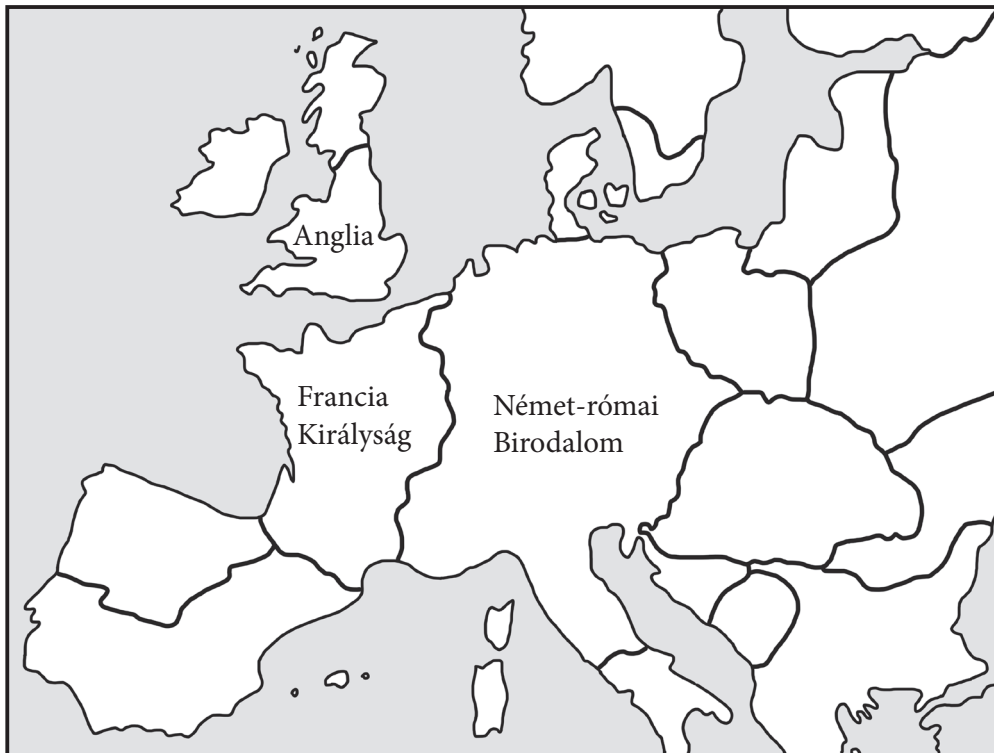 Anglia
Francia
Királyság
Német-római
Birodalom